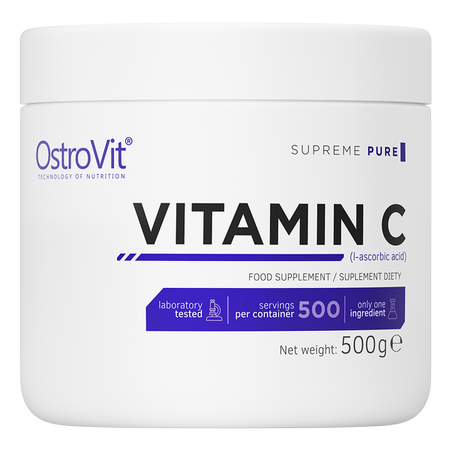 OstroVit®
TECHNOLOGY OF NUTRITION
SUPREME PURE
VITAMIN C
(l-ascorbic acid)
FOOD SUPPLEMENT / SUPLEMENT DIETY
laboratory
tested
servings
per container 500
only one
ingredient
Net weight: 500g℮